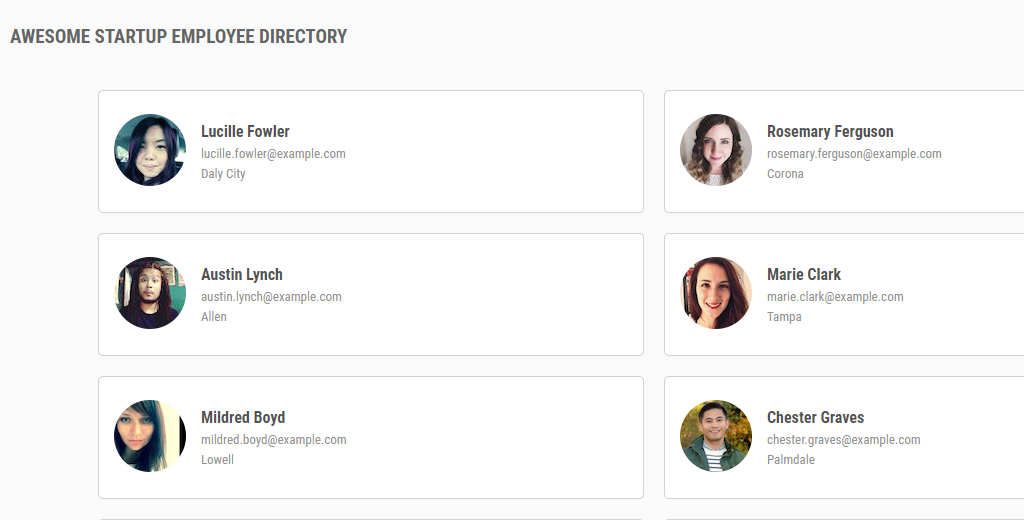 AWESOME STARTUP EMPLOYEE DIRECTORY
Lucille Fowler
lucille.fowler@example.com
Daly City
Rosemary Ferguson
rosemary.ferguson@example.com
Corona
Austin Lynch
austin.lynch@example.com
Allen
Marie Clark
marie.clark@example.com
Tampa
Mildred Boyd
mildred.boyd@example.com
Lowell
Chester Graves
chester.graves@example.com
Palmdale